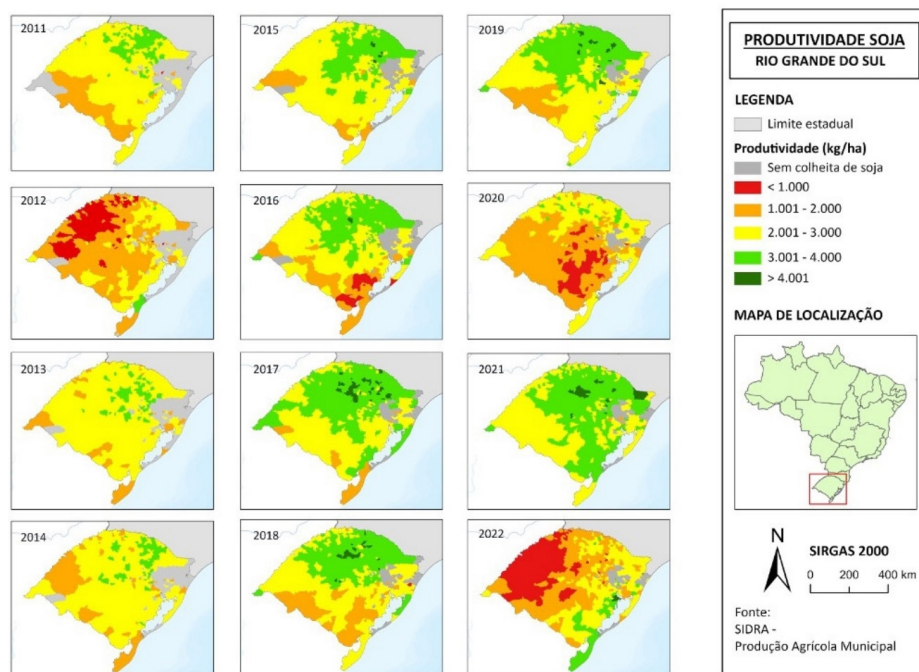 2011
2015
2019
2012
2016
2020
2013
2017
2021
2014
2018
2022
PRODUTIVIDADE SOJA
RIO GRANDE DO SUL
LEGENDA
Limite estadual
Produtividade (kg/ha)
Sem colheita de soja
< 1.000
1.001 - 2.000
2.001 - 3.000
3.001 - 4.000
> 4.001
MAPA DE LOCALIZAÇÃO
N
SIRGAS 2000
0 200 400 km
Fonte:
SIDRA -
Produção Agrícola Municipal